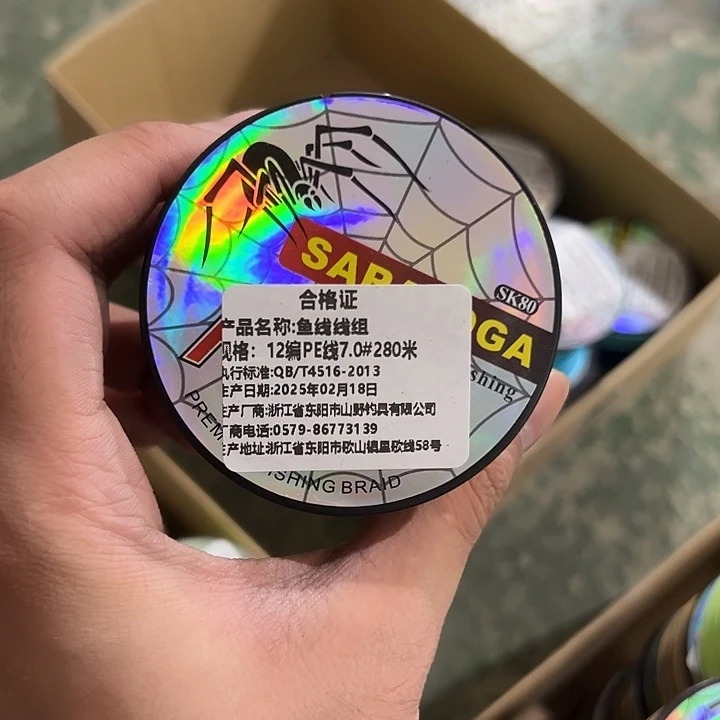 SK80
合格证
产品名称:鱼线线组
规格: 12编PE线7.0#280米
执行标准:QB/T4516-2013
生产日期:2025年02月18日
生产厂商:浙江省东阳市山野钓具有限公司
厂商电话:0579-86773139
生产地址:浙江省东阳市歌山镇星歌线58号
FISHING BRAID